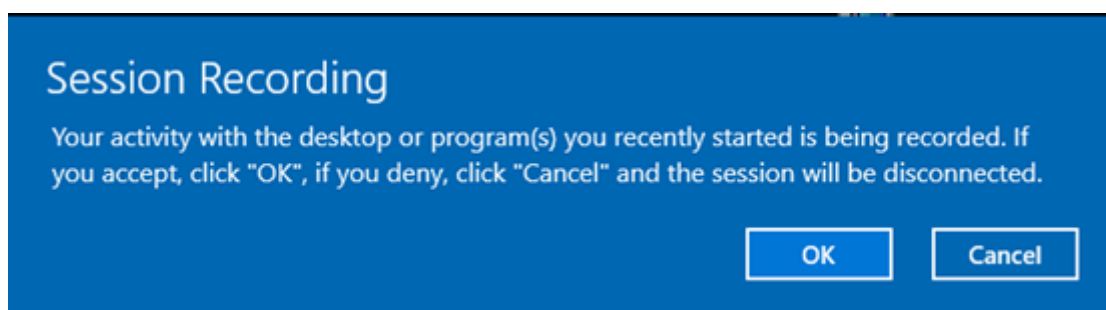 Session Recording
Your activity with the desktop or program(s) you recently started is being recorded. If
you accept, click "OK", if you deny, click "Cancel" and the session will be disconnected.
OK
Cancel